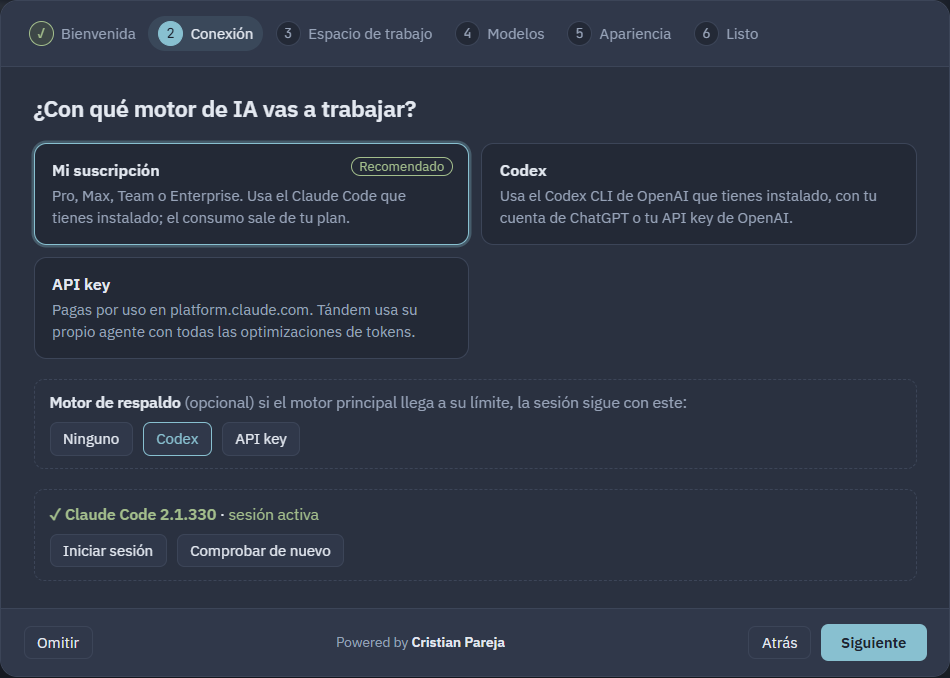 ✓ Bienvenida
2 Conexión
3 Espacio de trabajo
4 Modelos
5 Apariencia
6 Listo
¿Con qué motor de IA vas a trabajar?
Mi suscripción
Recomendado
Pro, Max, Team o Enterprise. Usa el Claude Code que
tienes instalado; el consumo sale de tu plan.
Codex
Usa el Codex CLI de OpenAI que tienes instalado, con tu
cuenta de ChatGPT o tu API key de OpenAI.
API key
Pagas por uso en platform.claude.com. Tándem usa su
propio agente con todas las optimizaciones de tokens.
Motor de respaldo (opcional) si el motor principal llega a su límite, la sesión sigue con este:
Ninguno
Codex
API key
✓ Claude Code 2.1.330 · sesión activa
Iniciar sesión
Comprobar de nuevo
Omitir
Powered by Cristian Pareja
Atrás
Siguiente